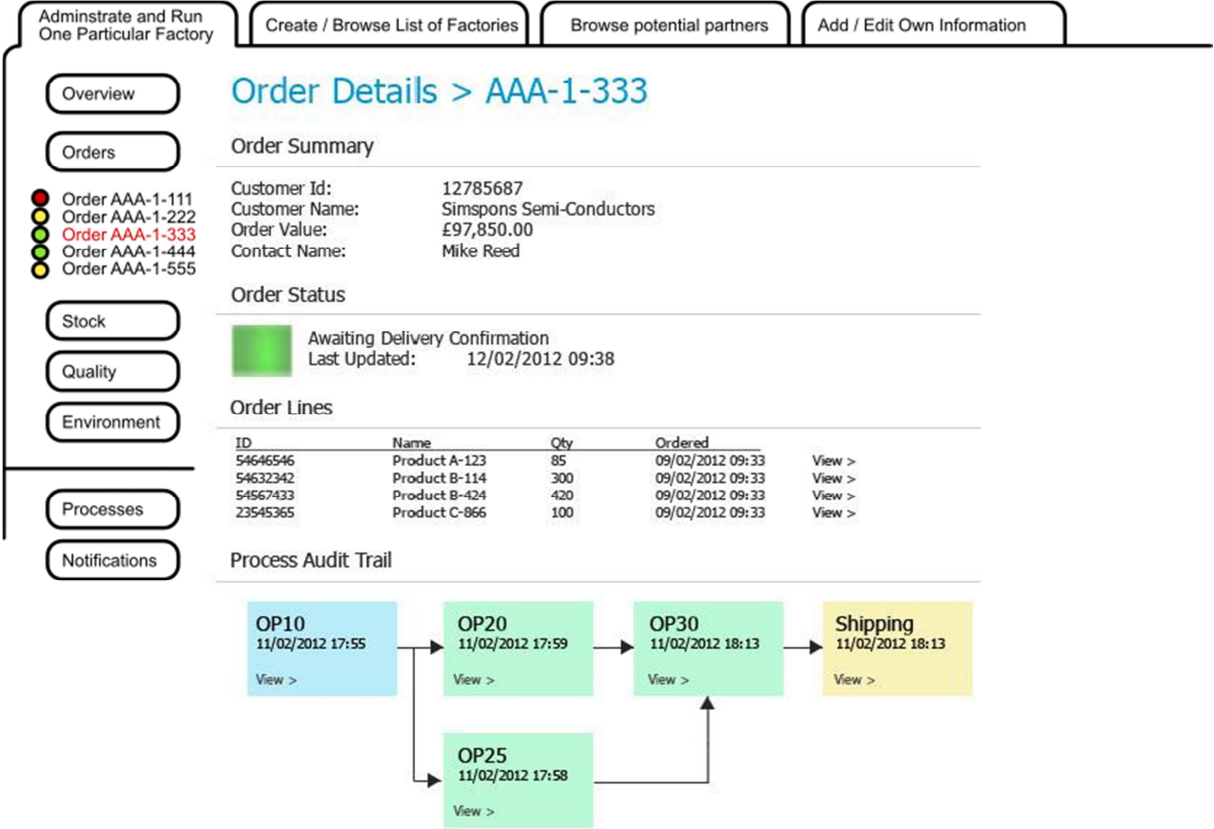 Adminstrate and Run
One Particular Factory
Create / Browse List of Factories
Browse potential partners
Add / Edit Own Information
Overview
Orders
Order AAA-1-111
Order AAA-1-222
Order AAA-1-333
Order AAA-1-444
Order AAA-1-555
Stock
Quality
Environment
Processes
Notifications
Order Details > AAA-1-333
Order Summary
Customer Id: 12785687
Customer Name: Simspons Semi-Conductors
Order Value: £97,850.00
Contact Name: Mike Reed
Order Status
Awaiting Delivery Confirmation
Last Updated: 12/02/2012 09:38
Order Lines
ID Name Qty Ordered
54646546 Product A-123 85 09/02/2012 09:33 View >
54632342 Product B-114 300 09/02/2012 09:33 View >
54567433 Product B-424 420 09/02/2012 09:33 View >
23545365 Product C-866 100 09/02/2012 09:33 View >
Process Audit Trail
OP10
11/02/2012 17:55
View >
OP20
11/02/2012 17:59
View >
OP30
11/02/2012 18:13
View >
Shipping
11/02/2012 18:13
View >
OP25
11/02/2012 17:58
View >